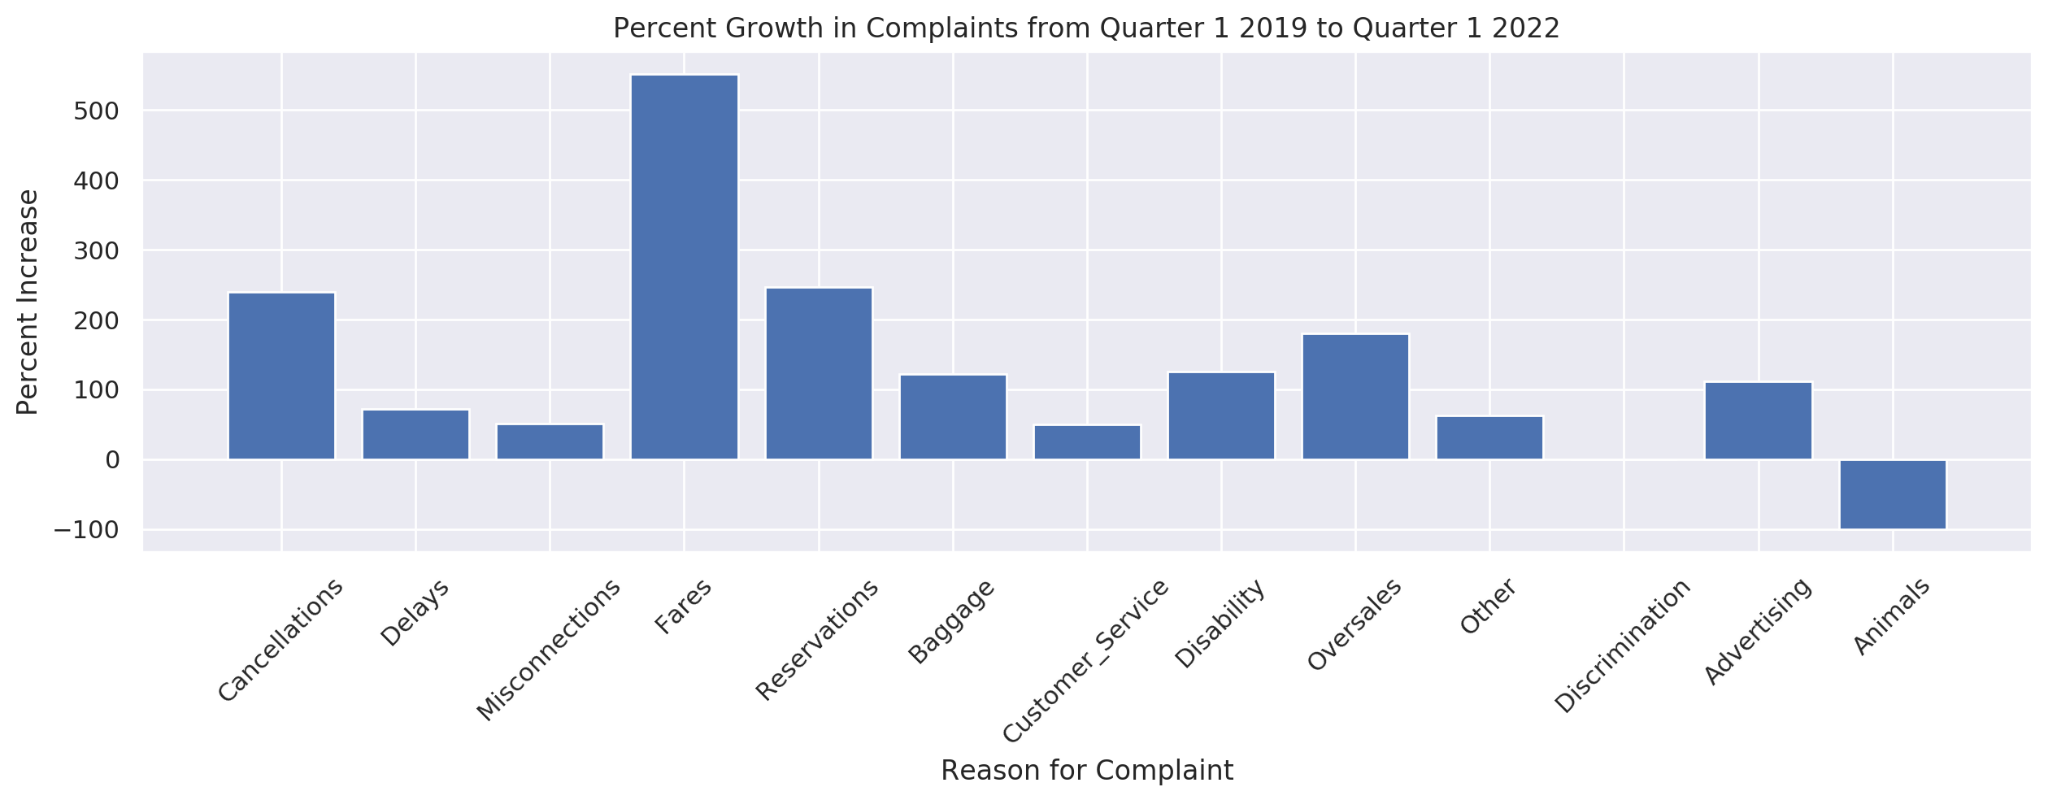 Percent Growth in Complaints from Quarter 1 2019 to Quarter 1 2022
Percent Increase
500
400
300
200
100
0
−100
Cancellations
Delays
Misconnections
Fares
Reservations
Baggage
Customer_Service
Disability
Oversales
Other
Discrimination
Advertising
Animals
Reason for Complaint